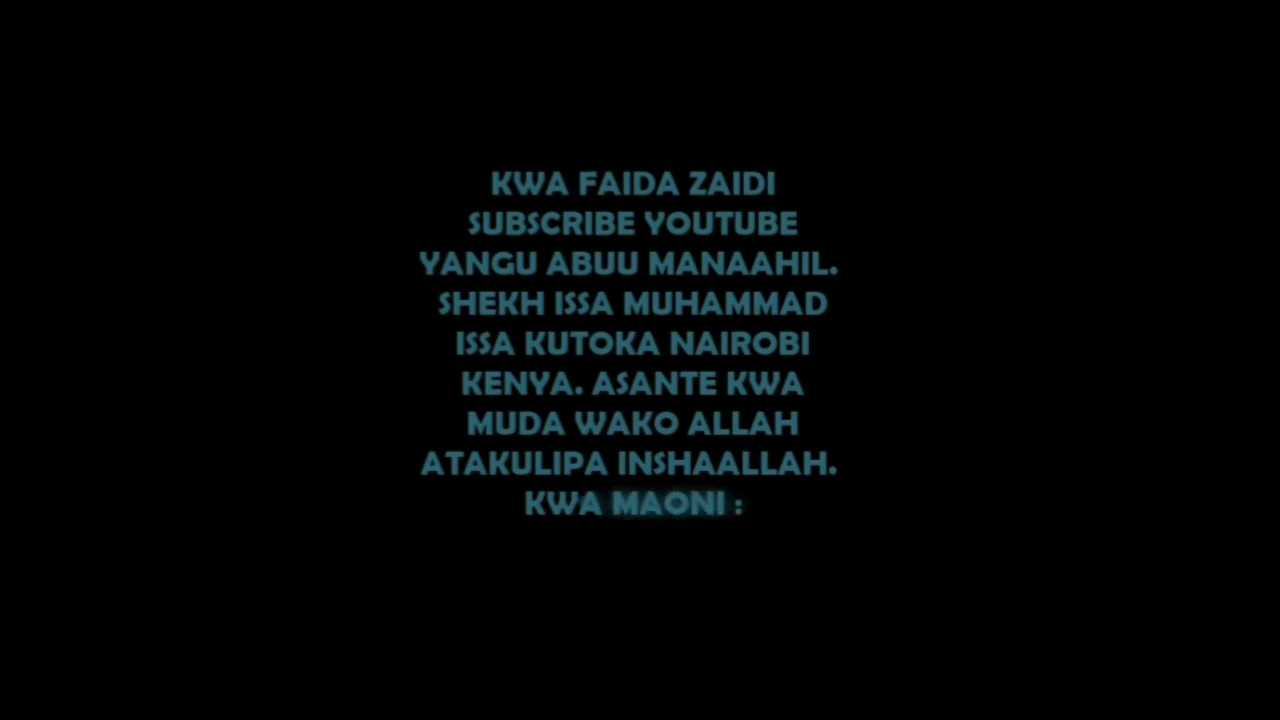 KWA FAIDA ZAIDI
SUBSCRIBE YOUTUBE
YANGU ABUU MANAAHIL.
SHEKH ISSA MUHAMMAD
ISSA KUTOKA NAIROBI
KENYA. ASANTE KWA
MUDA WAKO ALLAH
ATAKULIPA INSHAALLAH.
KWA MAONI :